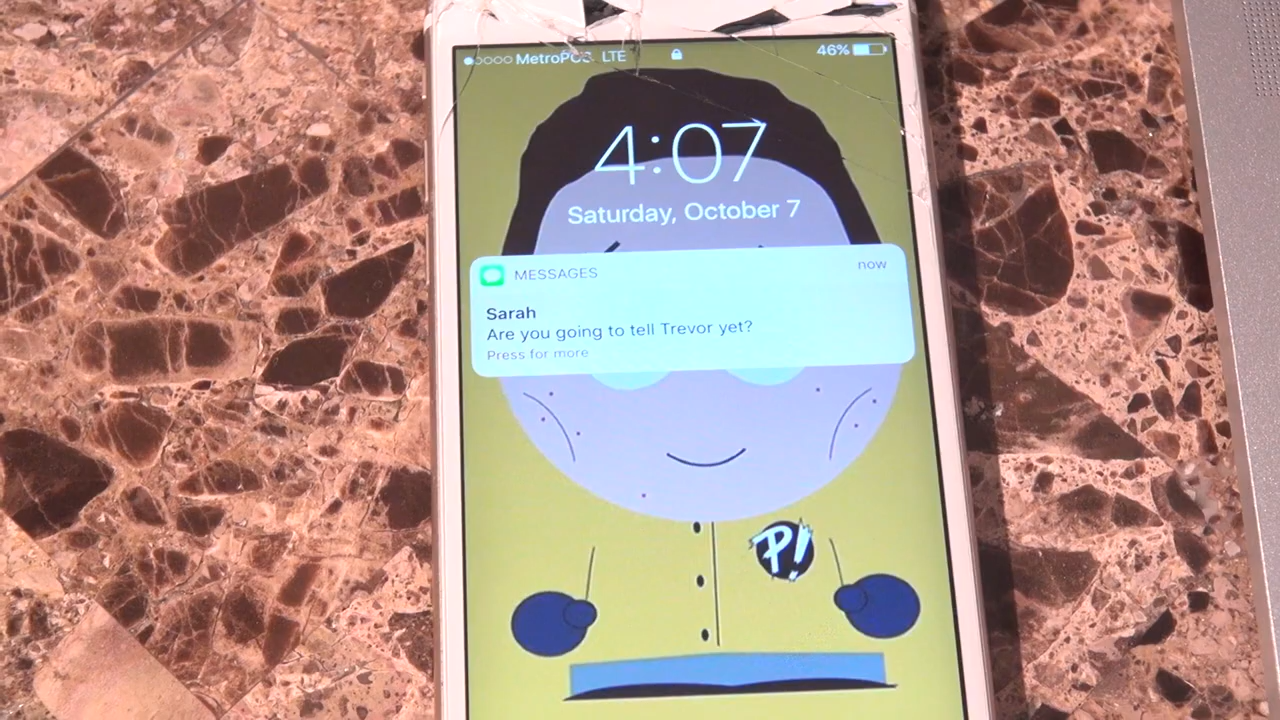 MetroPCS LTE 46%
4:07
Saturday, October 7
MESSAGES now
Sarah
Are you going to tell Trevor yet?
Press for more
P!